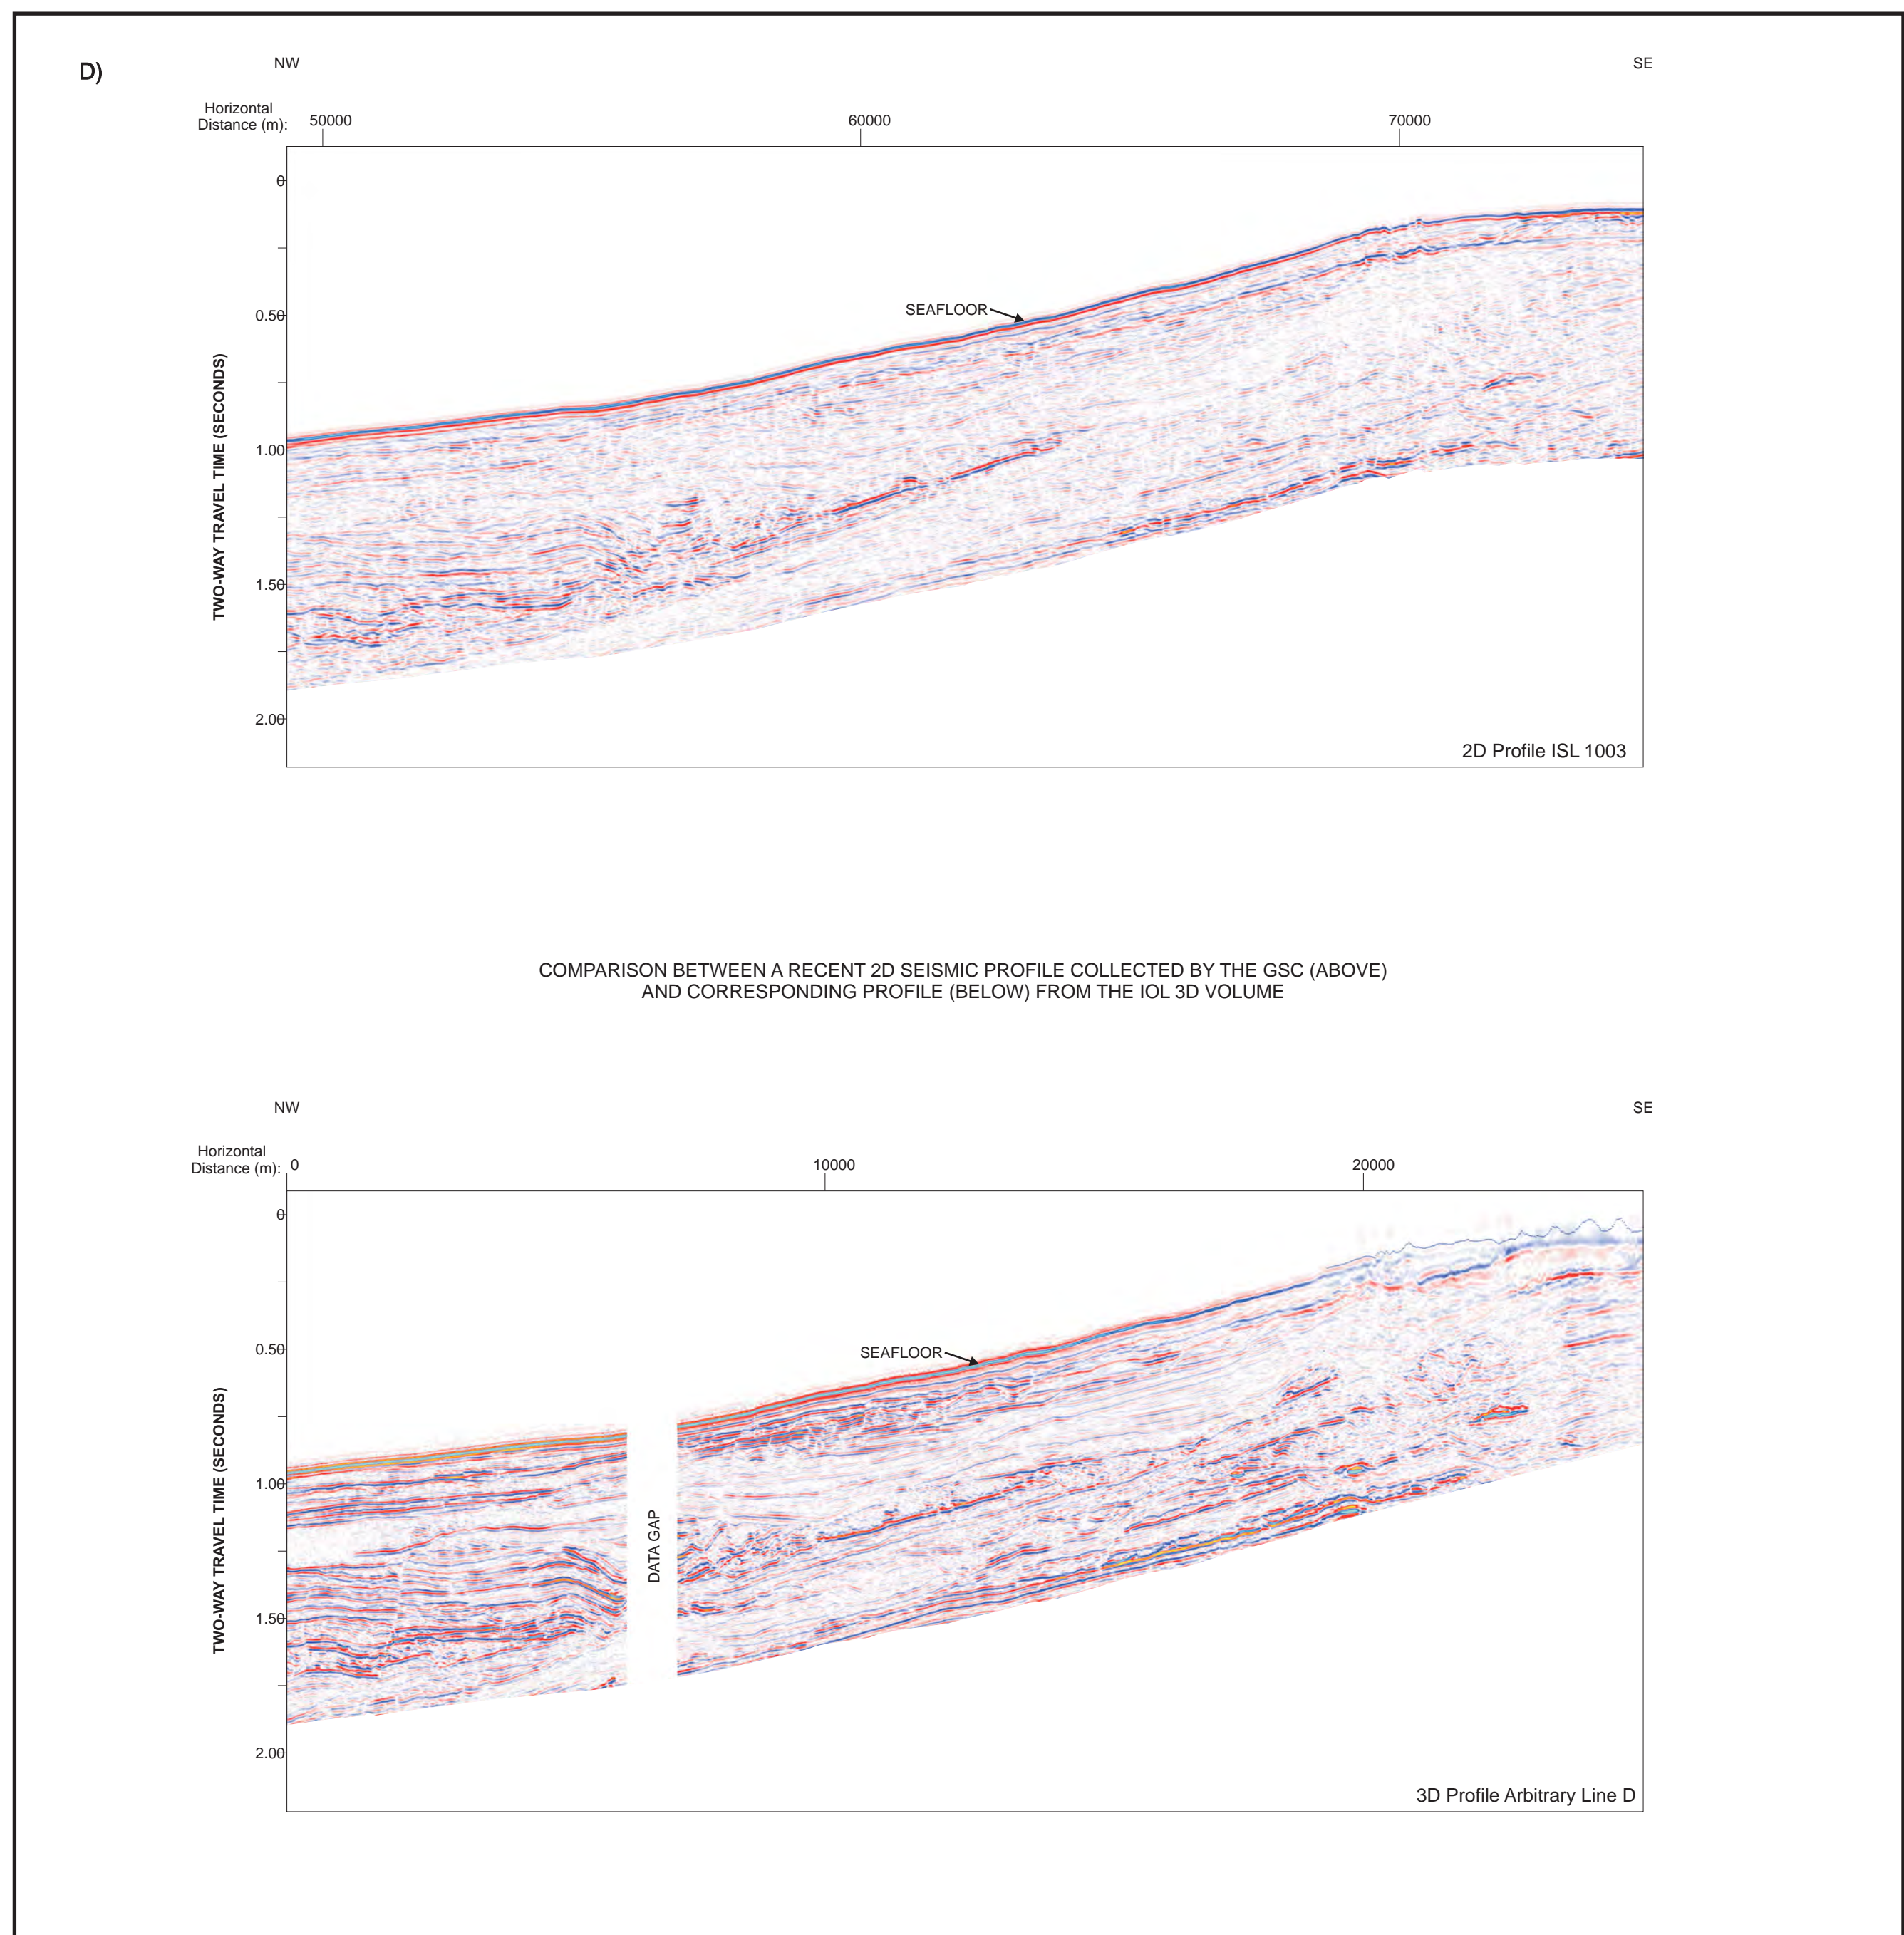 D)
NW
SE
Horizontal
Distance (m):
50000
60000
70000
0
0.50
1.00
1.50
2.00
TWO-WAY TRAVEL TIME (SECONDS)
SEAFLOOR
2D Profile ISL 1003
COMPARISON BETWEEN A RECENT 2D SEISMIC PROFILE COLLECTED BY THE GSC (ABOVE)
AND CORRESPONDING PROFILE (BELOW) FROM THE IOL 3D VOLUME
NW
SE
Horizontal
Distance (m):
0
10000
20000
0
0.50
1.00
1.50
2.00
TWO-WAY TRAVEL TIME (SECONDS)
SEAFLOOR
DATA GAP
3D Profile Arbitrary Line D